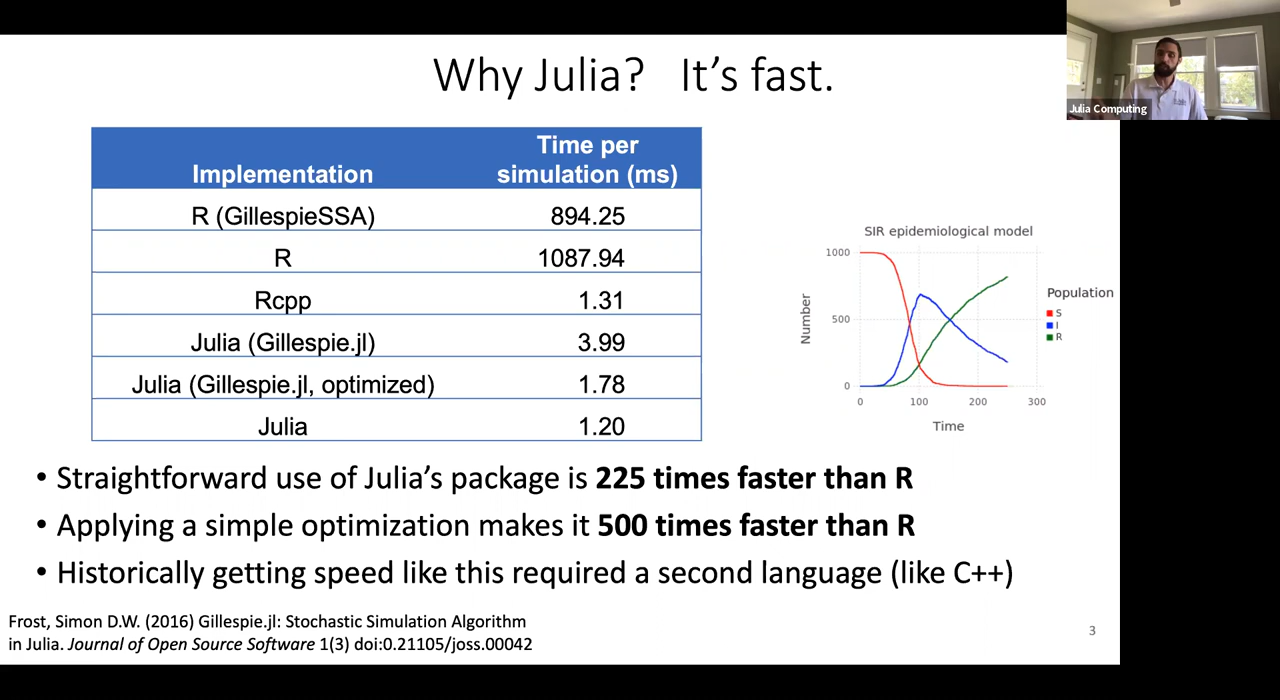 Why Julia? It's fast.
Julia Computing
Implementation
Time per
simulation (ms)
R (GillespieSSA) 894.25
R 1087.94
Rcpp 1.31
Julia (Gillespie.jl) 3.99
Julia (Gillespie.jl, optimized) 1.78
Julia 1.20
SIR epidemiological model
1000
500
0
Number
0 100 200 300
Time
Population
S
I
R
• Straightforward use of Julia's package is 225 times faster than R
• Applying a simple optimization makes it 500 times faster than R
• Historically getting speed like this required a second language (like C++)
Frost, Simon D.W. (2016) Gillespie.jl: Stochastic Simulation Algorithm
in Julia. Journal of Open Source Software 1(3) doi:0.21105/joss.00042
3